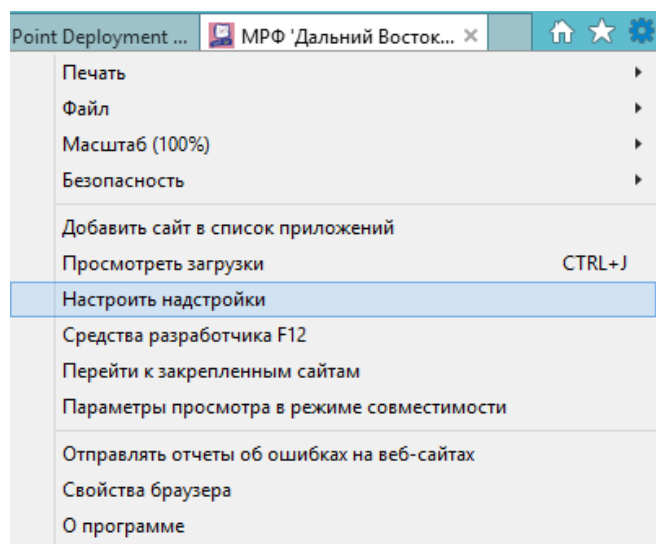 Point Deployment ... МРФ 'Дальний Восток... ×
Печать
Файл
Масштаб (100%)
Безопасность
Добавить сайт в список приложений
Просмотреть загрузки CTRL+J
Настроить надстройки
Средства разработчика F12
Перейти к закрепленным сайтам
Параметры просмотра в режиме совместимости
Отправлять отчеты об ошибках на веб-сайтах
Свойства браузера
О программе